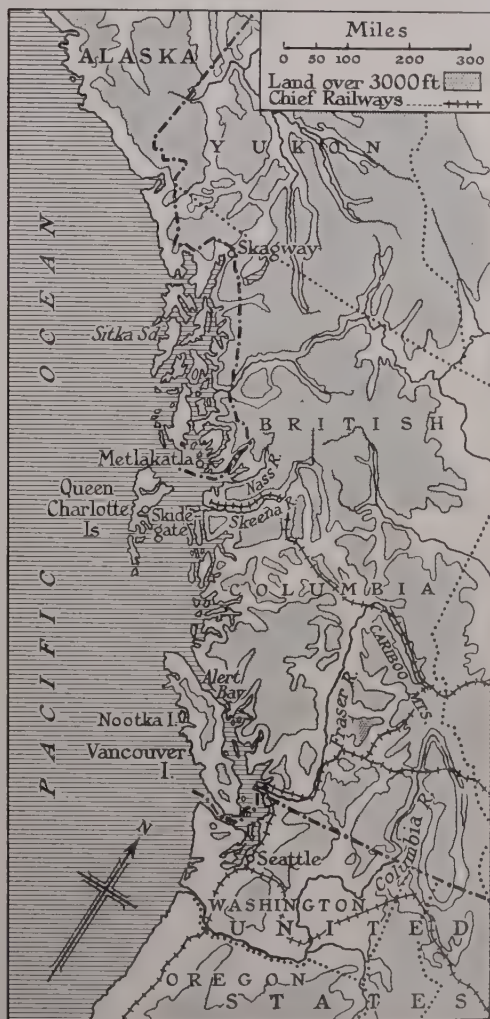 Miles
0 50 100 200 300
Land over 3000ft
Chief Railways
ALASKA
YUKON
Skagway
PACIFIC OCEAN
Sitka Sd
BRITISH
Metlakatla
Nass R.
Queen
Charlotte
Is
Skide
gate
Skeena
COLUMBIA
CARIBOO MTS
Alert
Bay
Fraser R.
Nootka I.
Vancouver
I.
Columbia R.
N
Seattle
WASHINGTON
UNITED
OREGON
STATES